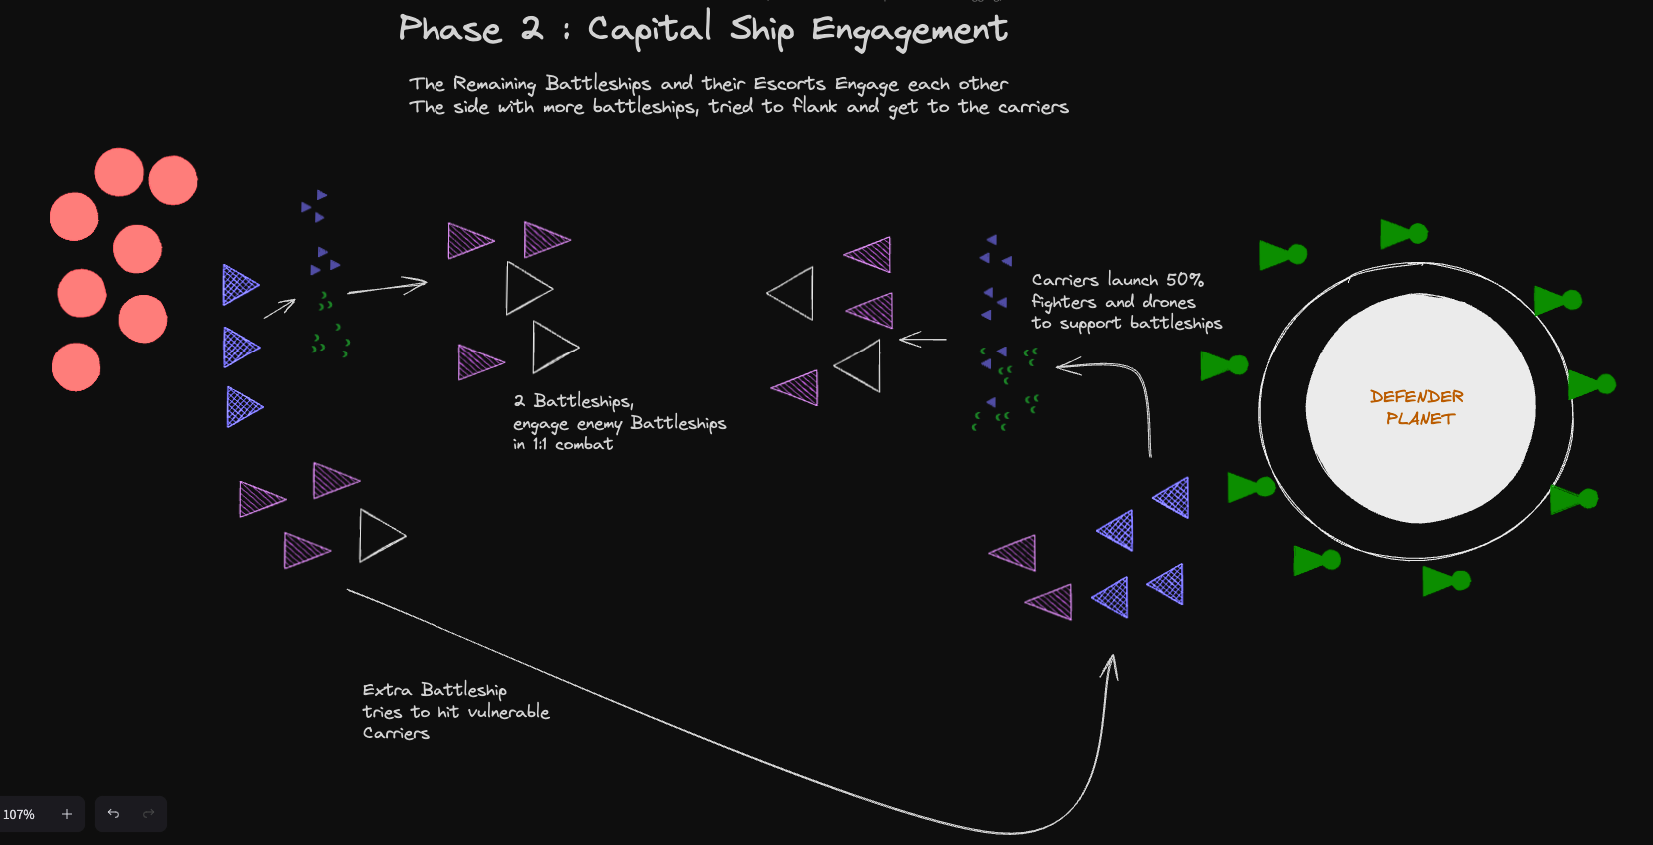 Phase 2 : Capital Ship Engagement
The Remaining Battleships and their Escorts Engage each other
The side with more battleships, tried to flank and get to the carriers
Carriers launch 50%
fighters and drones
to support battleships
DEFENDER
PLANET
2 Battleships,
engage enemy Battleships
in 1:1 combat
Extra Battleship
tries to hit vulnerable
Carriers
107%